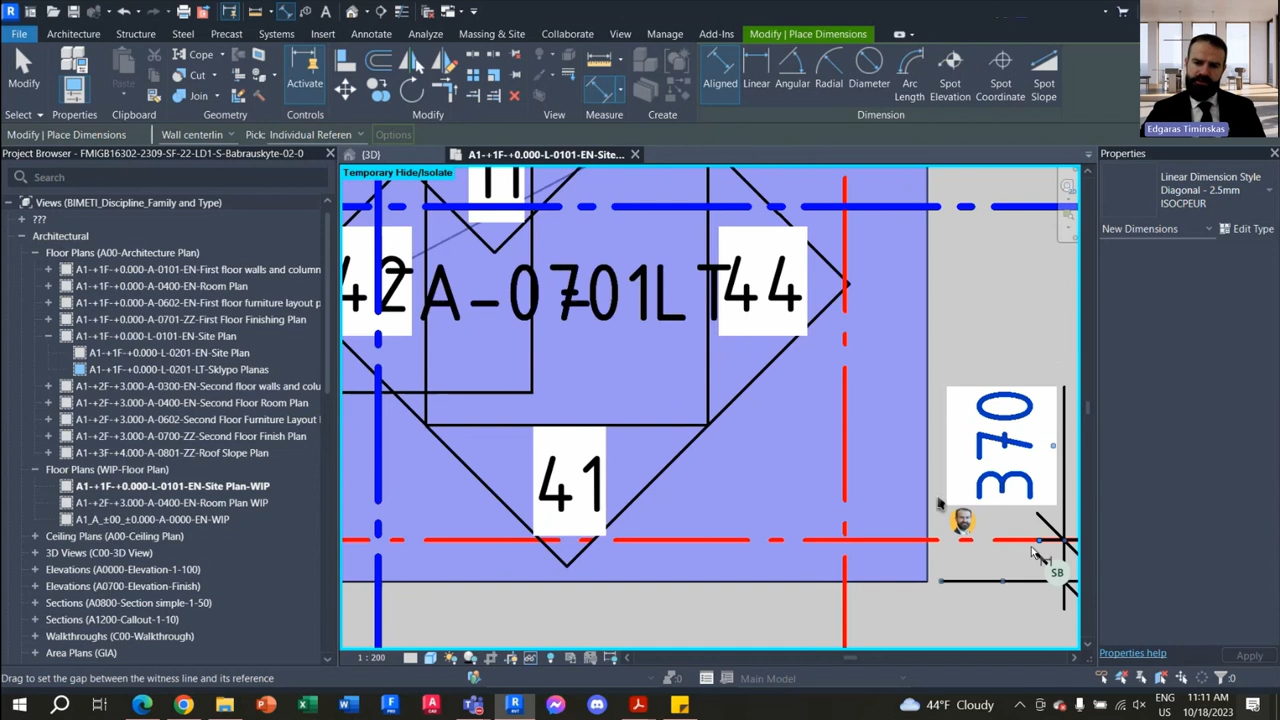 File Architecture Structure Steel Precast Systems Insert Annotate Analyze Massing & Site Collaborate View Manage Add-Ins Modify | Place Dimensions
Modify
Properties
Paste
Cope
Cut
Join
Activate
Aligned Linear Angular Radial Diameter Arc Length Spot Elevation Spot Coordinate Spot Slope
Select Properties Clipboard Geometry Controls Modify View Measure Create Dimension
Edgaras Timinskas
Modify | Place Dimensions Wall centerlin Pick: Individual Referen Options
Project Browser - FMIGB16302-2309-SF-22-LD1-S-Babrauskyte-02-0
{3D}
A1-+1F-+0.000-L-0101-EN-Site...
Properties
Search
Temporary Hide/Isolate
Linear Dimension Style
Diagonal - 2.5mm
ISOCPEUR
New Dimensions
Edit Type
Views (BIMETI_Discipline_Family and Type)
???
Architectural
Floor Plans (A00-Architecture Plan)
A1-+1F-+0.000-A-0101-EN-First floor walls and column
A1-+1F-+0.000-A-0400-EN-Room Plan
A1-+1F-+0.000-A-0602-EN-First floor furniture layout p
A1-+1F-+0.000-A-0701-ZZ-First Floor Finishing Plan
A1-+1F-+0.000-L-0101-EN-Site Plan
A1-+1F-+0.000-L-0201-EN-Site Plan
A1-+1F-+0.000-L-0201-LT-Sklypo Planas
A1-+2F-+3.000-A-0300-EN-Second floor walls and colu
A1-+2F-+3.000-A-0400-EN-Second Floor Room Plan
A1-+2F-+3.000-A-0602-EN-Second Floor Furniture Layout
A1-+2F-+3.000-A-0700-ZZ-Second Floor Finish Plan
A1-+4F-+3.000-A-0801-ZZ-Roof Slope Plan
Floor Plans (WIP-Floor Plan)
A1-+1F-+0.000-L-0101-EN-Site Plan-WIP
A1-+2F-+3.000-A-0400-EN-Room Plan WIP
A1_A_±00_±0.000-A-0000-EN-WIP
Ceiling Plans (A00-Ceiling Plan)
3D Views (C00-Working 3D)
Elevations (A0000-Elevation-1-100)
Elevations (A0700-Elevation-Finish)
Sections (A0800-Section simple-1-50)
Sections (A1200-Callout-1-10)
Walkthroughs (C00-Walkthrough)
Area Plans (GIA)
11
42
A-0701LT
44
41
370
SB
1 : 200
Properties help
Apply
Drag to set the gap between the witness line and its reference
:0
Main Model
:0
44°F Cloudy
ENG
US
11:11 AM
10/18/2023